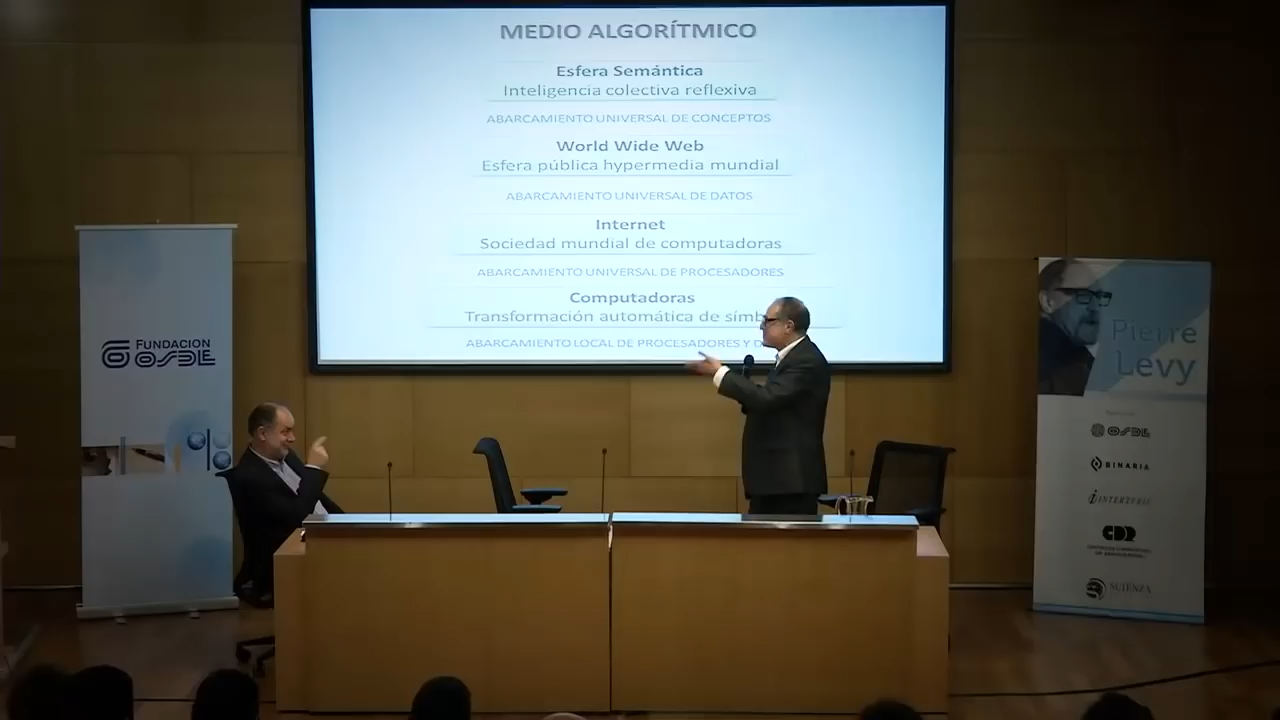 MEDIO ALGORÍTMICO
Esfera Semántica
Inteligencia colectiva reflexiva
ABARCAMIENTO UNIVERSAL DE CONCEPTOS
World Wide Web
Esfera pública hypermedia mundial
ABARCAMIENTO UNIVERSAL DE DATOS
Internet
Sociedad mundial de computadoras
ABARCAMIENTO UNIVERSAL DE PROCESADORES
Computadoras
Transformación automática de símb
ABARCAMIENTO LOCAL DE PROCESADORES Y D
FUNDACION
OSDE
Pierre
Levy
OSDE
BINARIA
SCIENZA